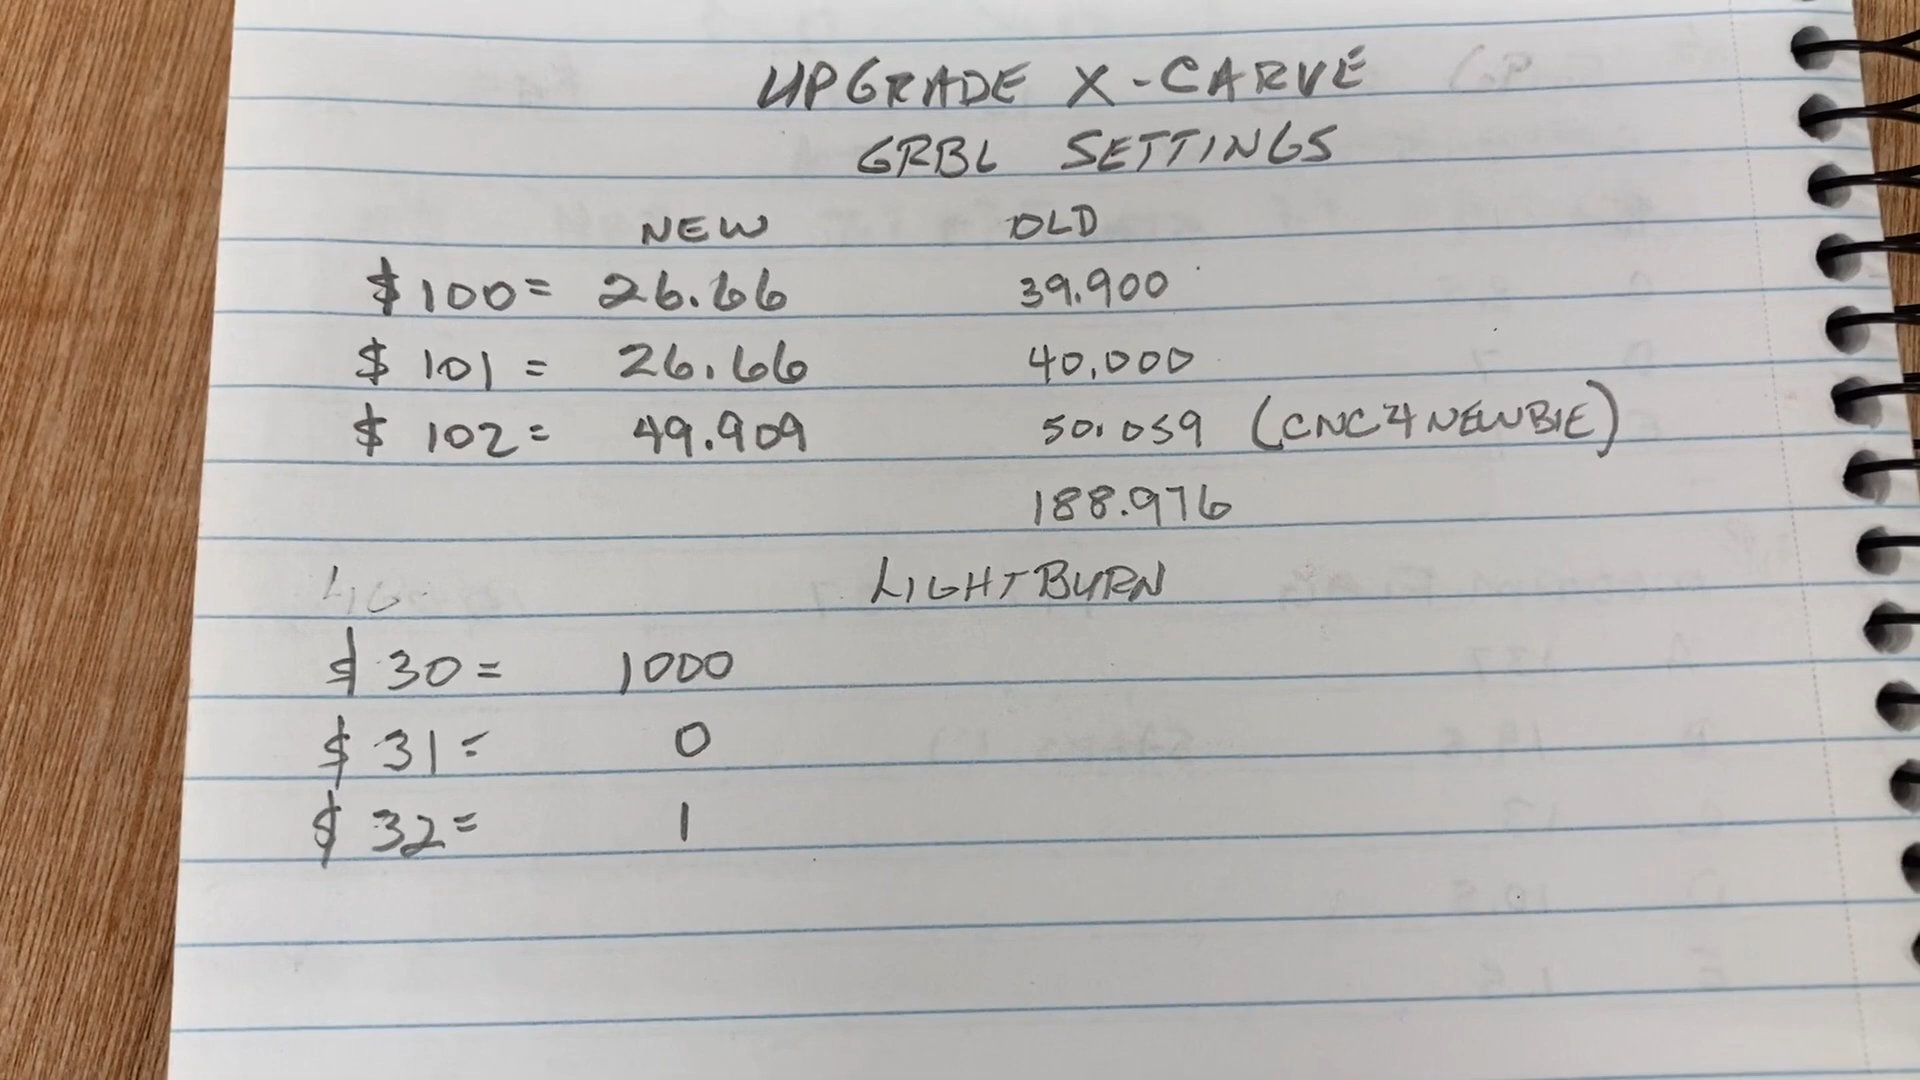 UPGRADE X-CARVE
GRBL SETTINGS
NEW OLD
$100= 26.66 39.900
$101= 26.66 40.000
$102= 49.909 50.059 (CNC4NEWBIE)
188.976
LIG
LIGHTBURN
$30= 1000
$31= 0
$32= 1